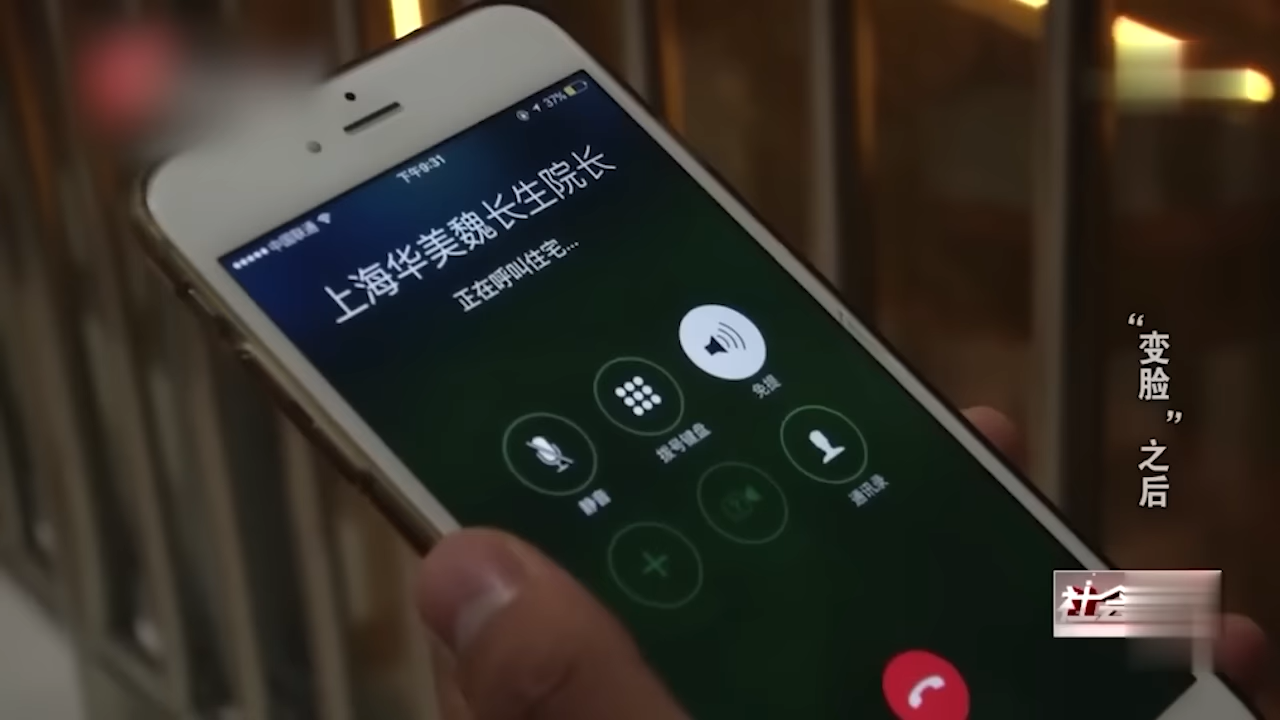 中国联通
下午9:31
37%
上海华美魏长生院长
正在呼叫住宅...
静音
拨号键盘
免提
通讯录
“变脸”之后
社会